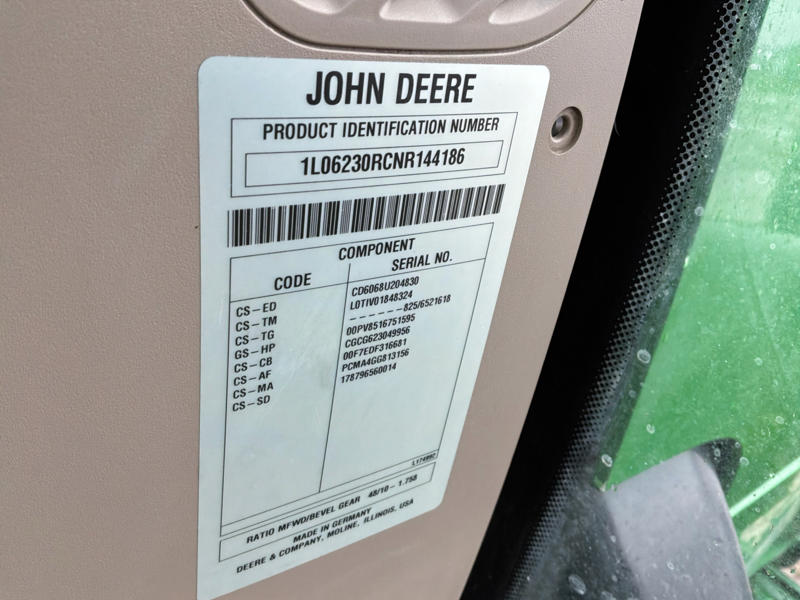 JOHN DEERE
PRODUCT IDENTIFICATION NUMBER
1L06230RCNR144186
COMPONENT
CODE SERIAL NO.
CS-ED CD6068U204830
CS-TM L0TIV01848324
CS-TG ------825/6521618
GS-HP 00PV8516751595
CS-CB CGCG623049956
CS-AF 00F7EDF316681
CS-MA PCMA4GG813156
CS-SD 178796560014
L174992
RATIO MFWD/BEVEL GEAR 48/10-1.758
MADE IN GERMANY
DEERE & COMPANY, MOLINE, ILLINOIS, USA